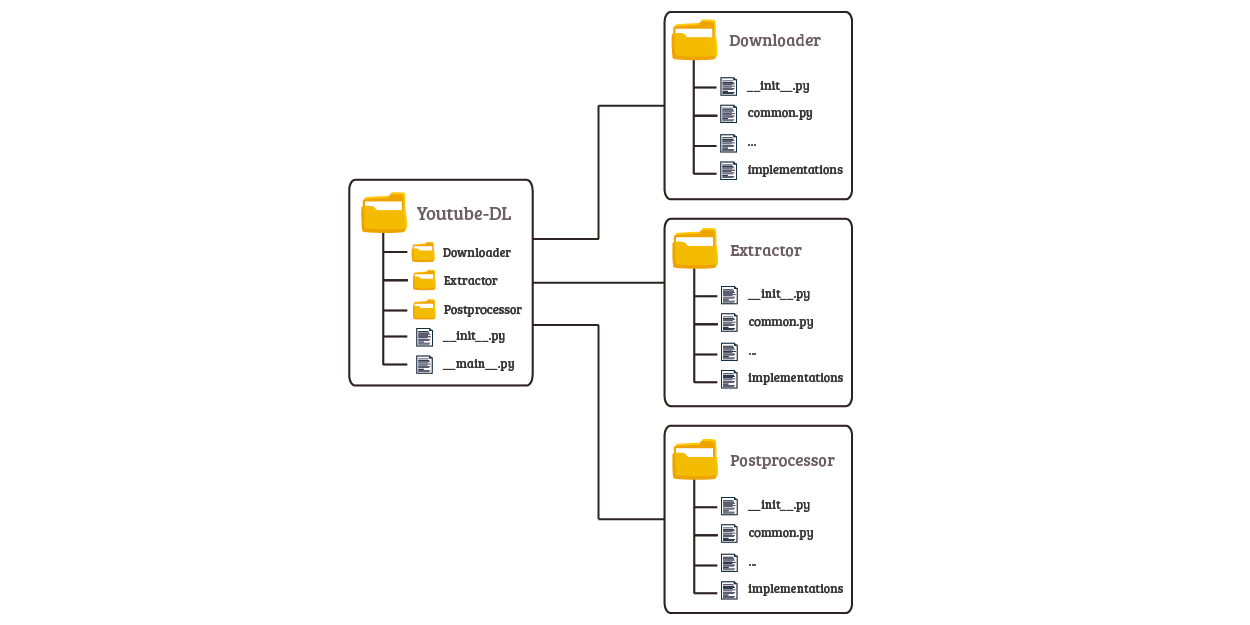 Youtube-DL
Downloader
Extractor
Postprocessor
__init__.py
__main__.py
Downloader
__init__.py
common.py
...
implementations
Extractor
__init__.py
common.py
...
implementations
Postprocessor
__init__.py
common.py
...
implementations